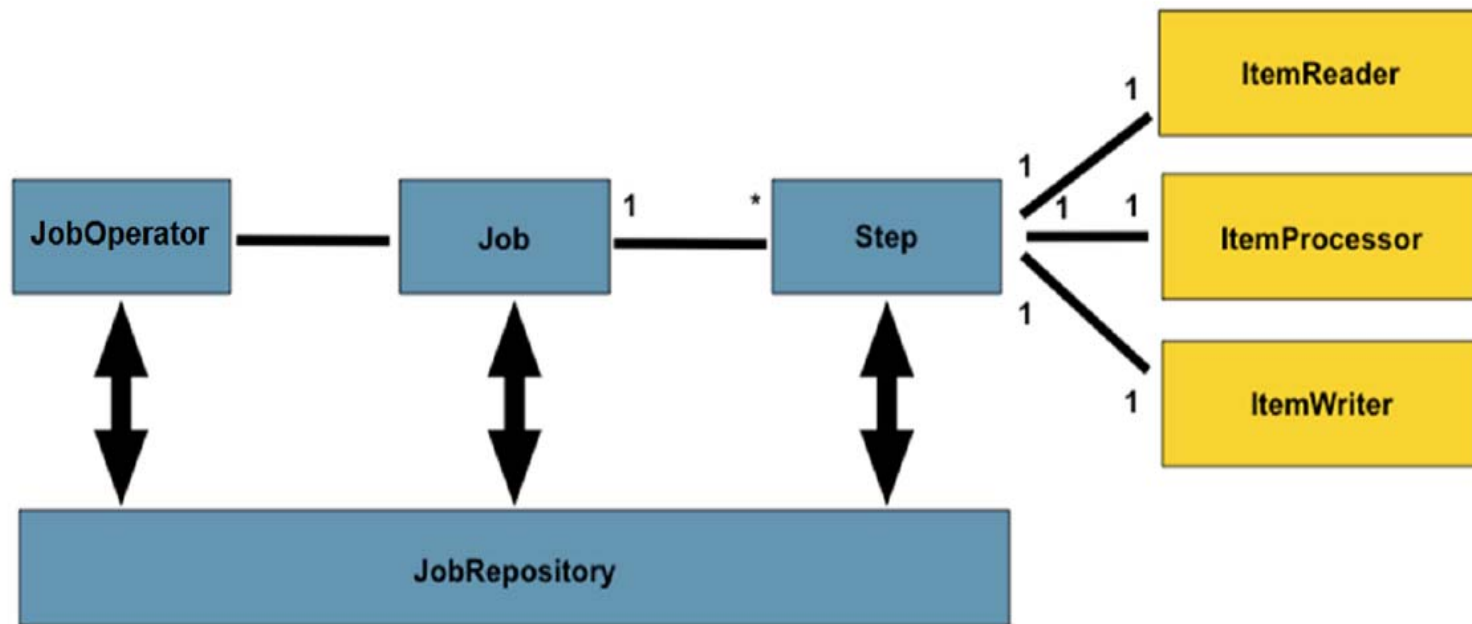 ItemReader
1
1
JobOperator
Job
1
*
Step
1
1
ItemProcessor
1
1
ItemWriter
JobRepository